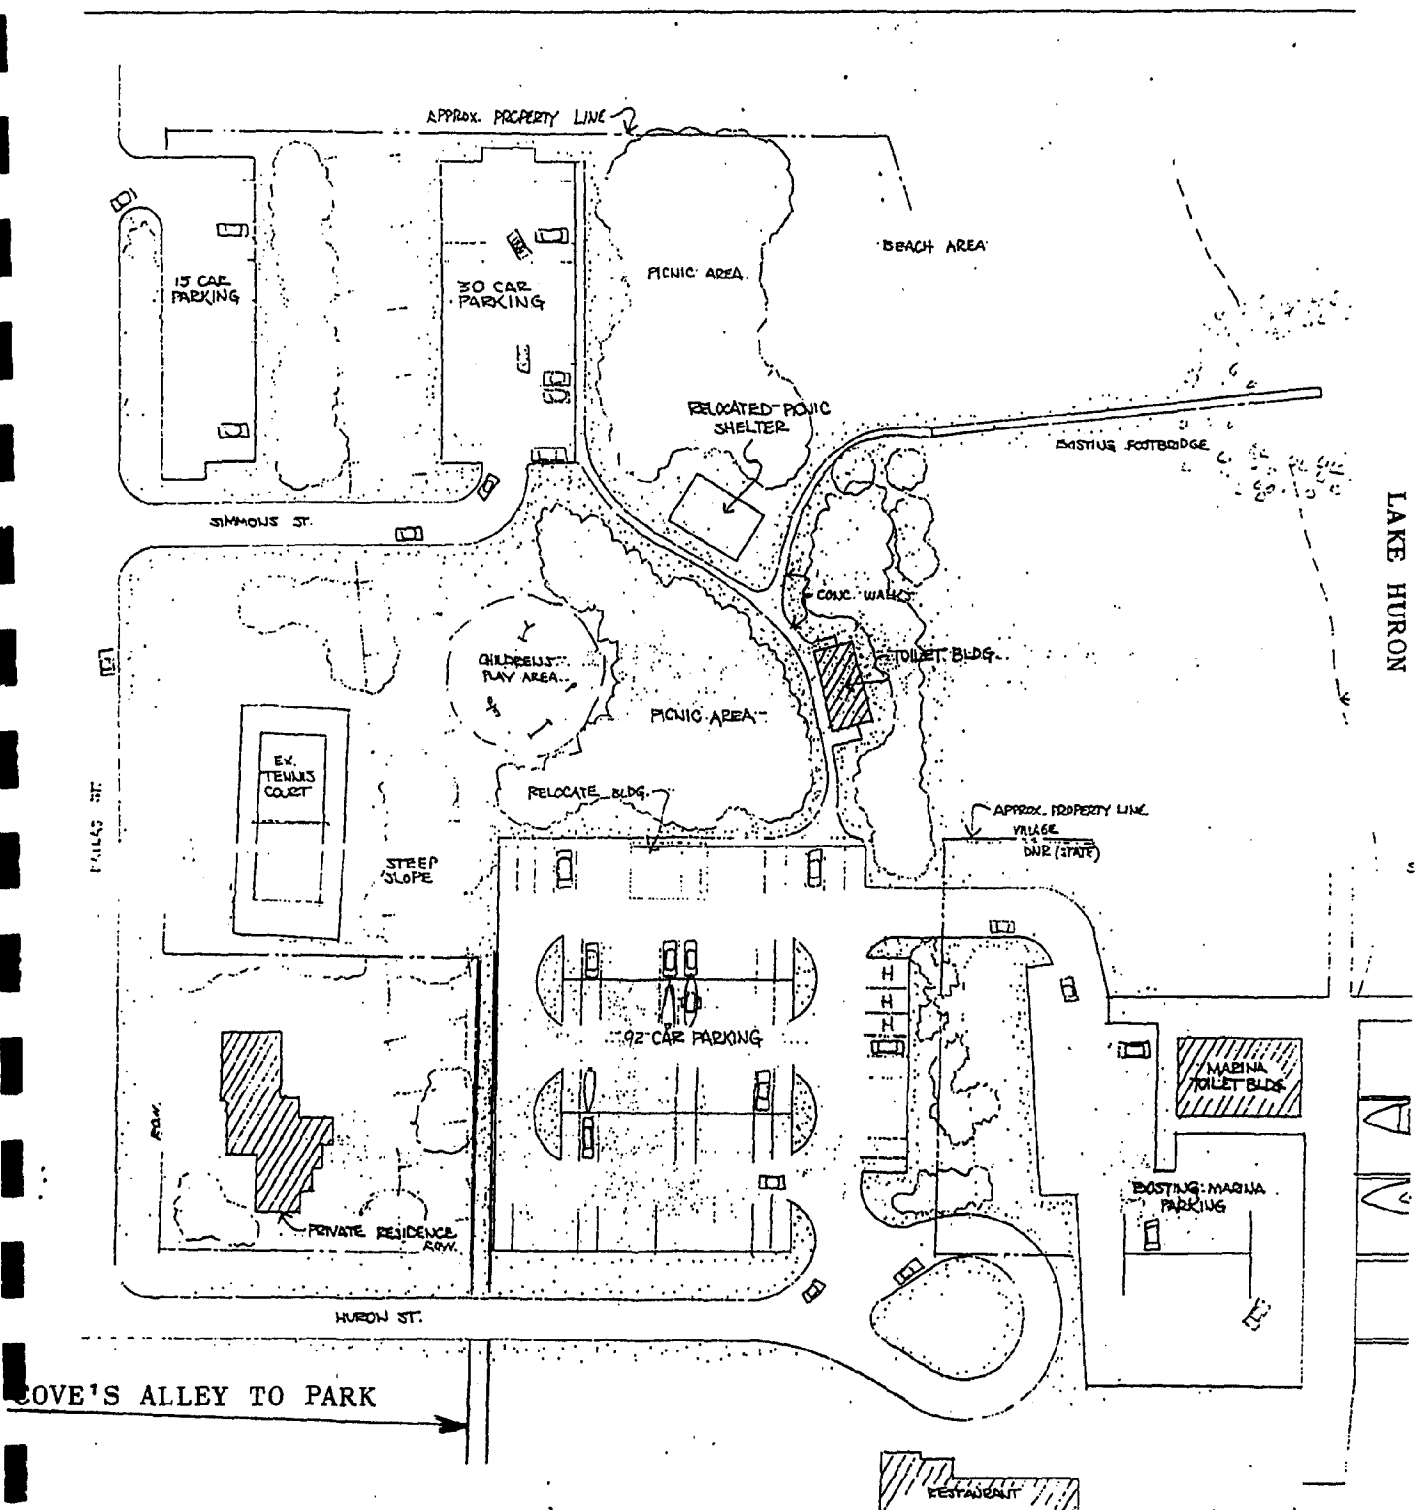 APPROX. PROPERTY LINE
BEACH AREA
PICNIC AREA
15 CAR
PARKING
30 CAR
PARKING
RELOCATED PICNIC
SHELTER
EXISTING FOOTBRIDGE
LAKE HURON
SIMMONS ST.
CONC. WALKS
TOILET BLDG.
CHILDRENS
PLAY AREA
PICNIC AREA
EX.
TENNIS
COURT
RELOCATE BLDG.
APPROX. PROPERTY LINE
VILLAGE
DNR (STATE)
STEEP
SLOPE
ST.
H
H
H
92 CAR PARKING
MARINA
TOILET BLDG.
R.O.W.
EXISTING MARINA
PARKING
PRIVATE RESIDENCE
R.O.W.
HURON ST.
COVE'S ALLEY TO PARK
RESTAURANT